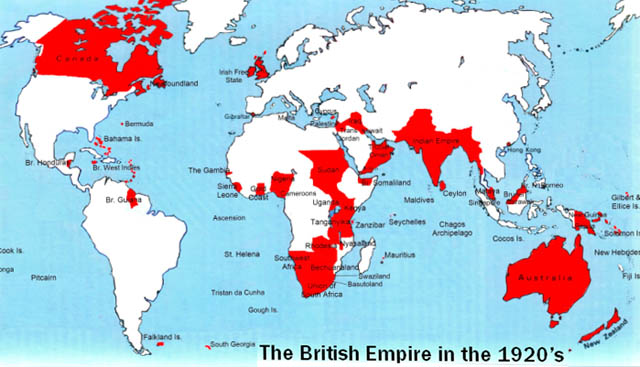 Canada
Newfoundland
Irish Free
State
Bermuda
Bahama Is.
Br. Honduras
Br. West Indies
Br. Guiana
Gibraltar
Malta
Cyprus
Palestine
Iraq
Trans
Jordan
Kuwait
Oman
Indian Empire
Hong Kong
The Gambia
Sierra
Leone
Gold
Coast
Nigeria
Cameroons
Sudan
Somaliland
Uganda
Kenya
Tanganyika
Zanzibar
Maldives
Ceylon
Seychelles
Chagos
Archipelago
Malaya
Singapore
Brunei
Sarawak
Br. N.Borneo
New Guinea
Gilbert &
Ellice Is.
Solomon Is
New Hebrides
Fiji Is
Cocos Is.
Ascension
St. Helena
Rhodesia
Nyasaland
Mauritius
Southwest
Africa
Bechuanaland
Swaziland
Basutoland
Union of
South Africa
Cook Is.
onga
Pitcairn
Tristan da Cunha
Gough Is.
Falkland Is.
South Georgia
Australia
New Zealand
The British Empire in the 1920's